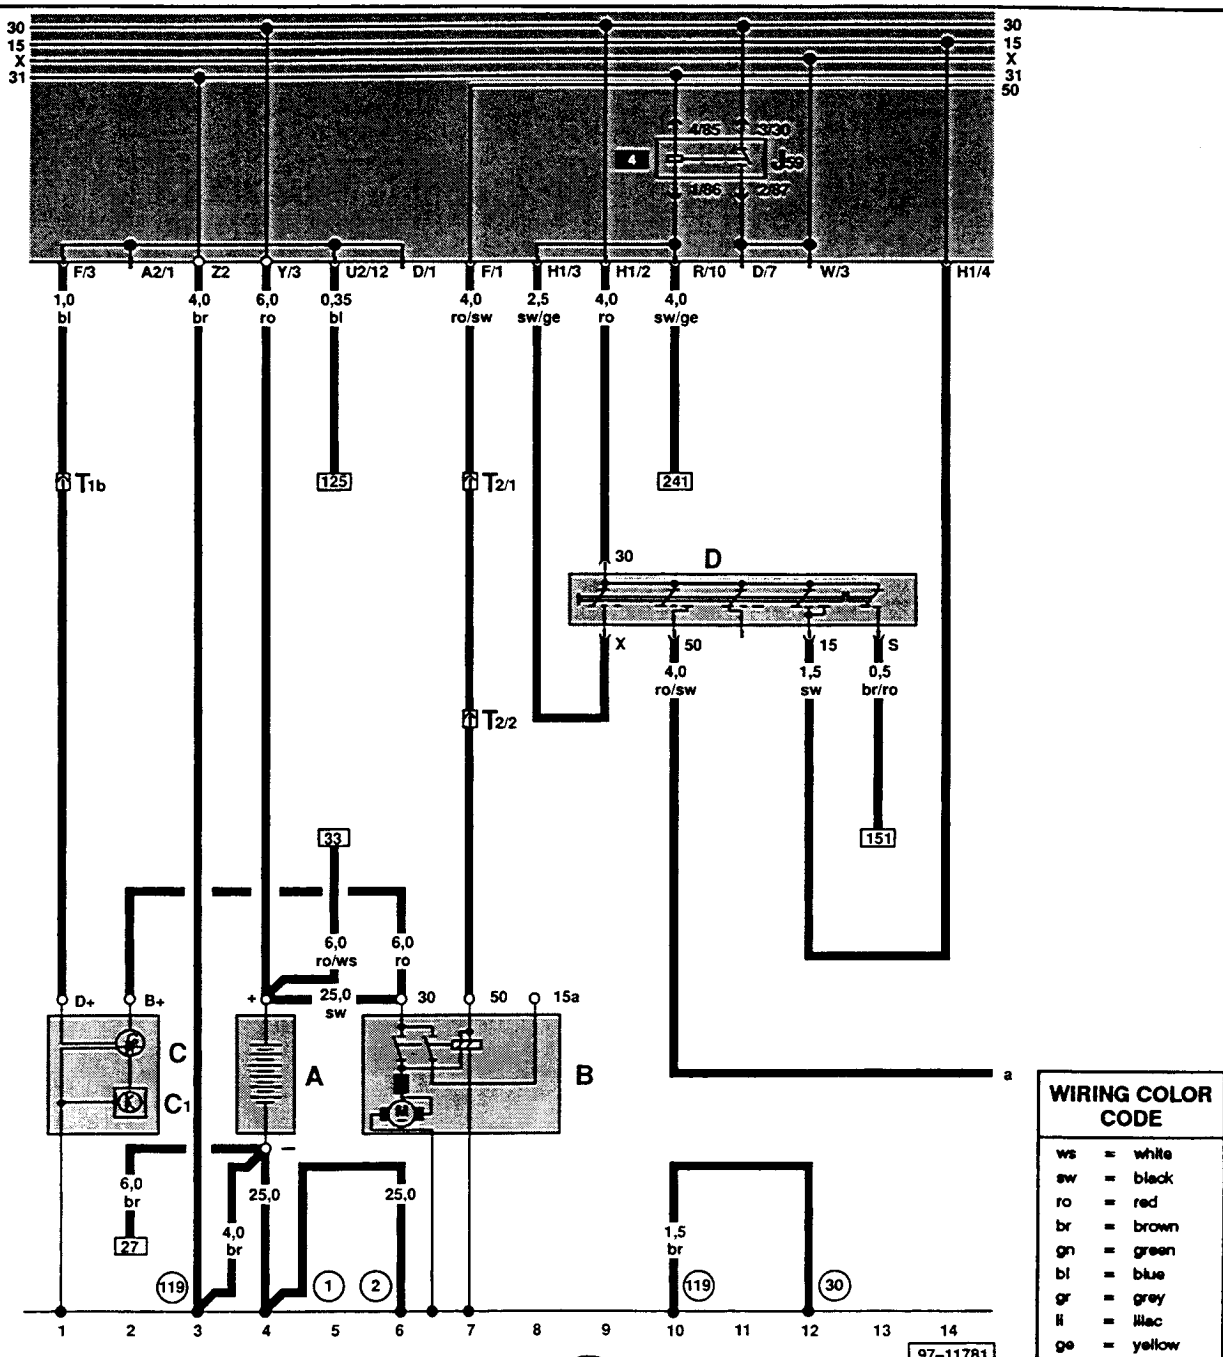 30 30
15 15
X X
31 31
50
4/85 3/30
4 J59
1/86 2/87
F/3 A2/1 Z2 Y/3 U2/12 D/1 F/1 H1/3 H1/2 R/10 D/7 W/3 H1/4
1,0 4,0 6,0 0,35 4,0 2,5 4,0 4,0
bl br ro bl ro/sw sw/ge ro sw/ge
T1b 125 T2/1 241
30 D
X 50 15 S
4,0 1,5 0,5
ro/sw sw br/ro
T2/2
33 151
6,0 6,0
ro/ws ro
D+ B+ + 25,0 30 50 15a
sw
C A B
C1 K M
a
−
6,0 25,0 25,0
br
4,0 1,5
br br
27
119 1 2 119 30
1 2 3 4 5 6 7 8 9 10 11 12 13 14
97-11781
WIRING COLOR
CODE
ws = white
sw = black
ro = red
br = brown
gn = green
bl = blue
gr = grey
li = lilac
ge = yellow